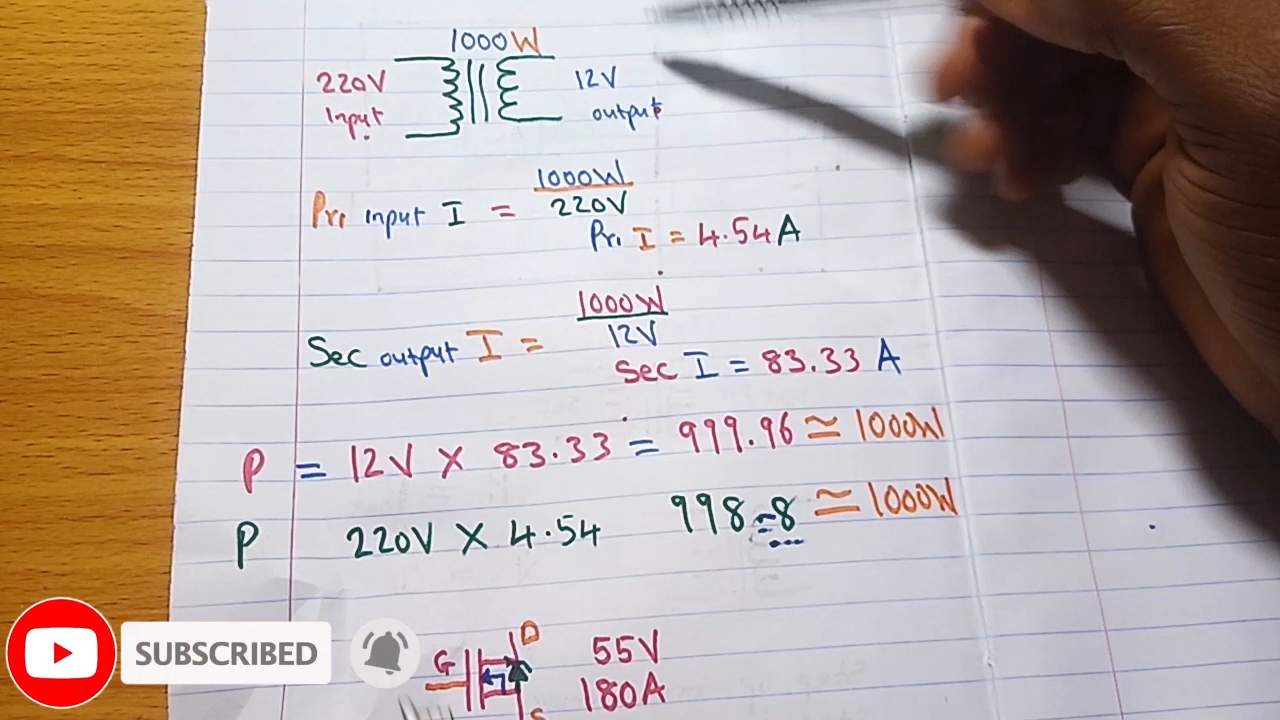 1000W
220V
Input
12V
output
Pri input I = 1000W
220V
Pri I = 4.54 A
Sec output I = 1000W
12V
Sec I = 83.33 A
P = 12V X 83.33 = 999.96 ≃ 1000W
P 220V X 4.54 998.8 ≃ 1000W
D
G
S
55V
180A
SUBSCRIBED